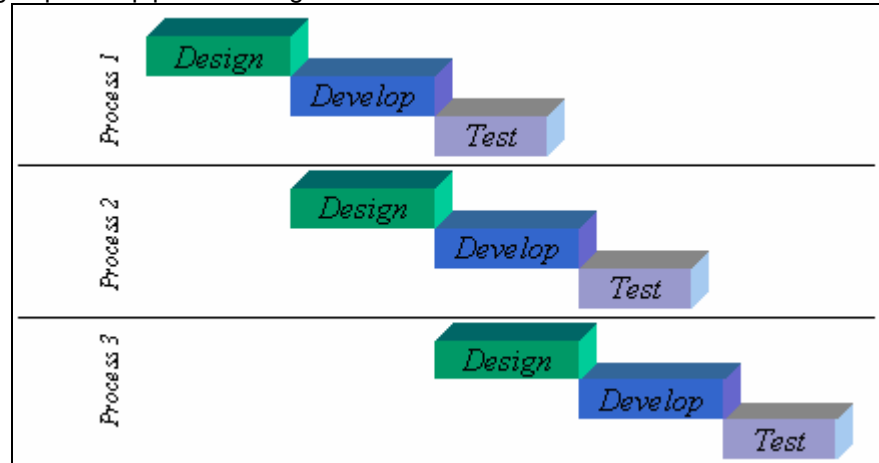 Process 1
Design
Develop
Test
Process 2
Design
Develop
Test
Process 3
Design
Develop
Test